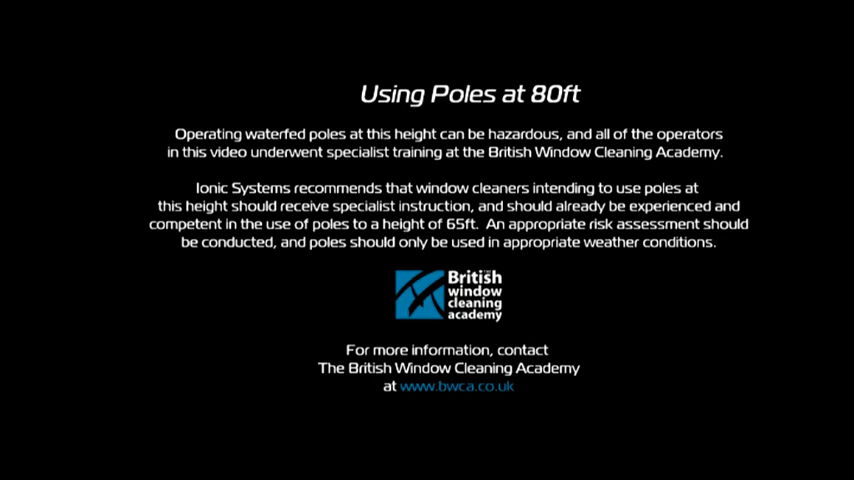 Using Poles at 80ft
Operating waterfed poles at this height can be hazardous, and all of the operators
in this video underwent specialist training at the British Window Cleaning Academy.
Ionic Systems recommends that window cleaners intending to use poles at
this height should receive specialist instruction, and should already be experienced and
competent in the use of poles to a height of 65ft. An appropriate risk assessment should
be conducted, and poles should only be used in appropriate weather conditions.
THE
British
window
cleaning
academy
For more information, contact
The British Window Cleaning Academy
at www.bwca.co.uk